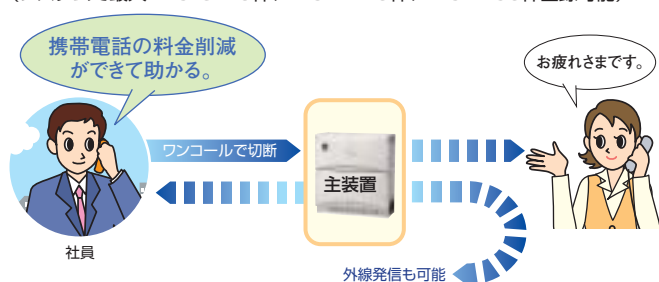 携帯電話の料金削減
ができて助かる。
お疲れさまです。
ワンコールで切断
主装置
社員
外線発信も可能